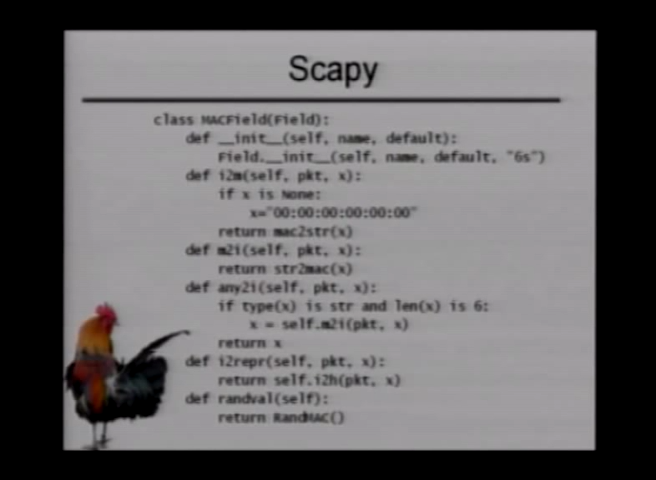 Scapy
class MACField(Field):
def __init__(self, name, default):
Field.__init__(self, name, default, "6s")
def i2m(self, pkt, x):
if x is None:
x="00:00:00:00:00:00"
return mac2str(x)
def m2i(self, pkt, x):
return str2mac(x)
def any2i(self, pkt, x):
if type(x) is str and len(x) is 6:
x = self.m2i(pkt, x)
return x
def i2repr(self, pkt, x):
return self.i2h(pkt, x)
def randval(self):
return RandMAC()